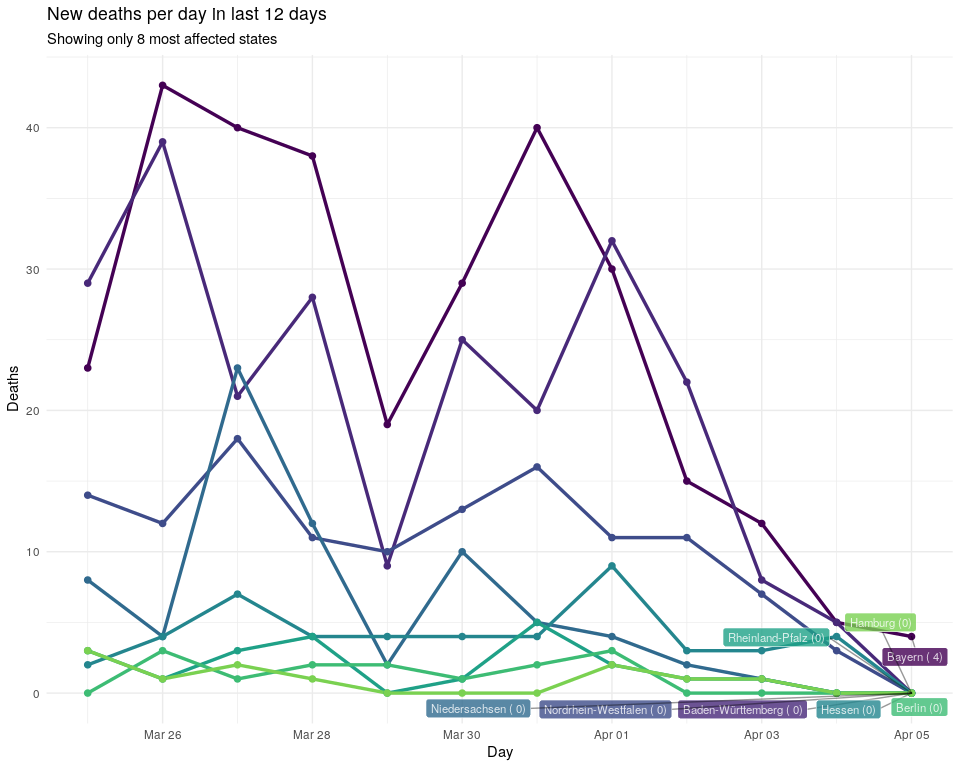 New deaths per day in last 12 days
Showing only 8 most affected states
Deaths
40
30
20
10
0
Hamburg (0)
Rheinland-Pfalz (0)
Bayern ( 4)
Niedersachsen ( 0)
Nordrhein-Westfalen ( 0)
Baden-Württemberg ( 0)
Hessen (0)
Berlin (0)
Mar 26
Mar 28
Mar 30
Apr 01
Apr 03
Apr 05
Day